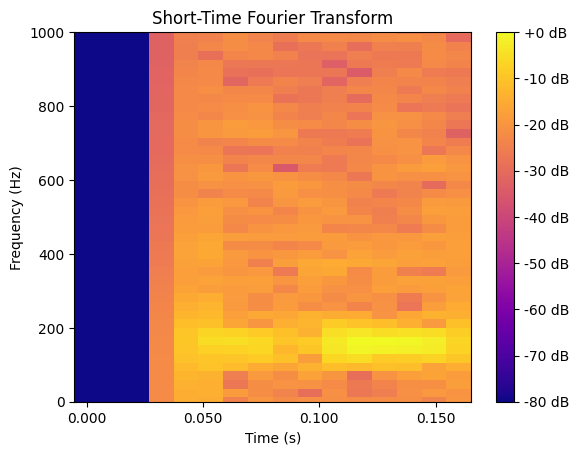 Short-Time Fourier Transform
1000
800
600
400
200
0
Frequency (Hz)
0.000
0.050
0.100
0.150
Time (s)
+0 dB
-10 dB
-20 dB
-30 dB
-40 dB
-50 dB
-60 dB
-70 dB
-80 dB